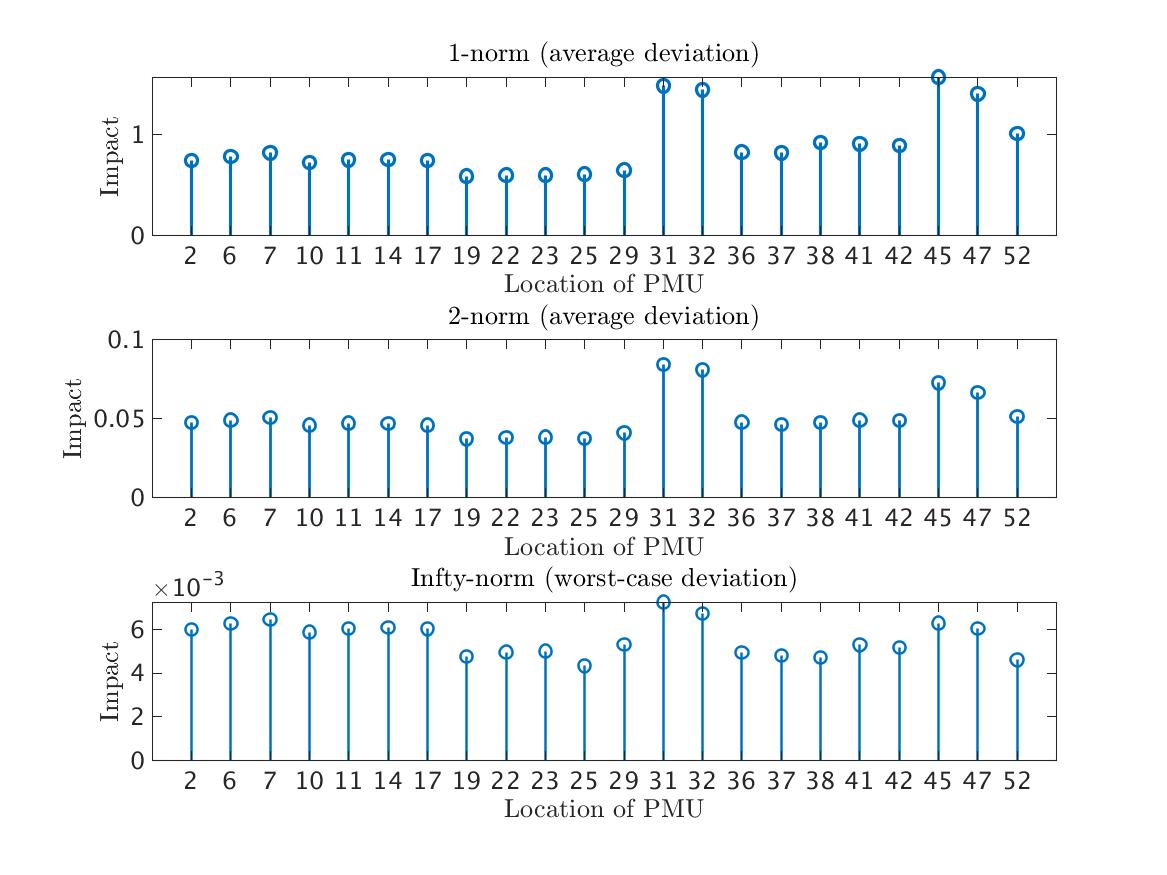 1-norm (average deviation)
1
0
Impact
2 6 7 10 11 14 17 19 22 23 25 29 31 32 36 37 38 41 42 45 47 52
Location of PMU
2-norm (average deviation)
0.1
0.05
0
Impact
2 6 7 10 11 14 17 19 22 23 25 29 31 32 36 37 38 41 42 45 47 52
Location of PMU
Infty-norm (worst-case deviation)
×10⁻³
6
4
2
0
Impact
2 6 7 10 11 14 17 19 22 23 25 29 31 32 36 37 38 41 42 45 47 52
Location of PMU